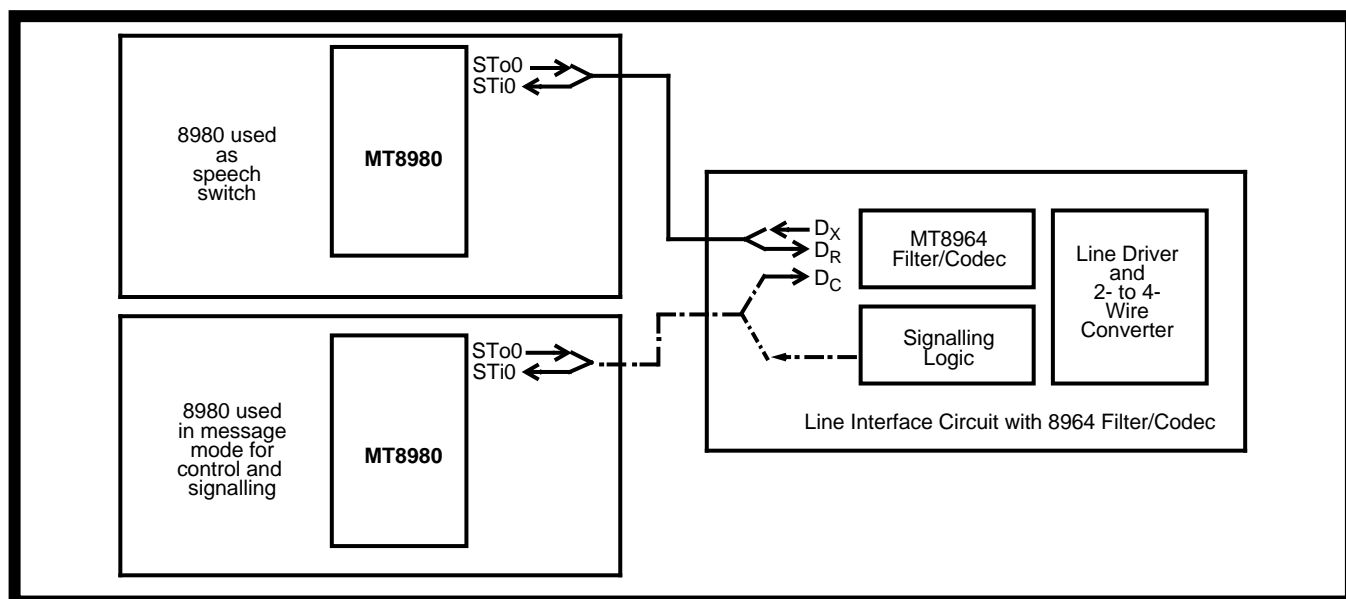 STo0
STi0
8980 used
as
speech
switch
MT8980
STo0
STi0
8980 used
in message
mode for
control and
signalling
MT8980
DX
DR
DC
MT8964
Filter/Codec
Signalling
Logic
Line Driver
and
2- to 4-
Wire
Converter
Line Interface Circuit with 8964 Filter/Codec